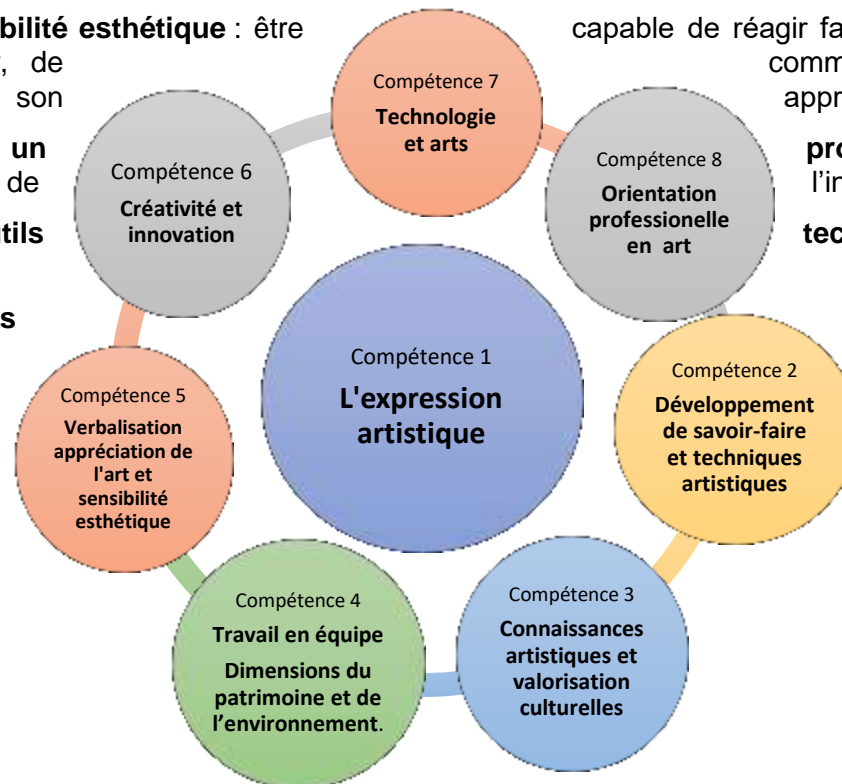 bilité esthétique : être
capable de réagir fa
, de
comm
son
appr
un
pro
de
l'in
utils
tec
s
Compétence 7
Technologie
et arts
Compétence 8
Orientation
professionelle
en art
Compétence 6
Créativité et
innovation
Compétence 1
L'expression
artistique
Compétence 2
Développement
de savoir-faire
et techniques
artistiques
Compétence 5
Verbalisation
appréciation de
l'art et
sensibilité
esthétique
Compétence 4
Travail en équipe
Dimensions du
patrimoine et de
l’environnement.
Compétence 3
Connaissances
artistiques et
valorisation
culturelles